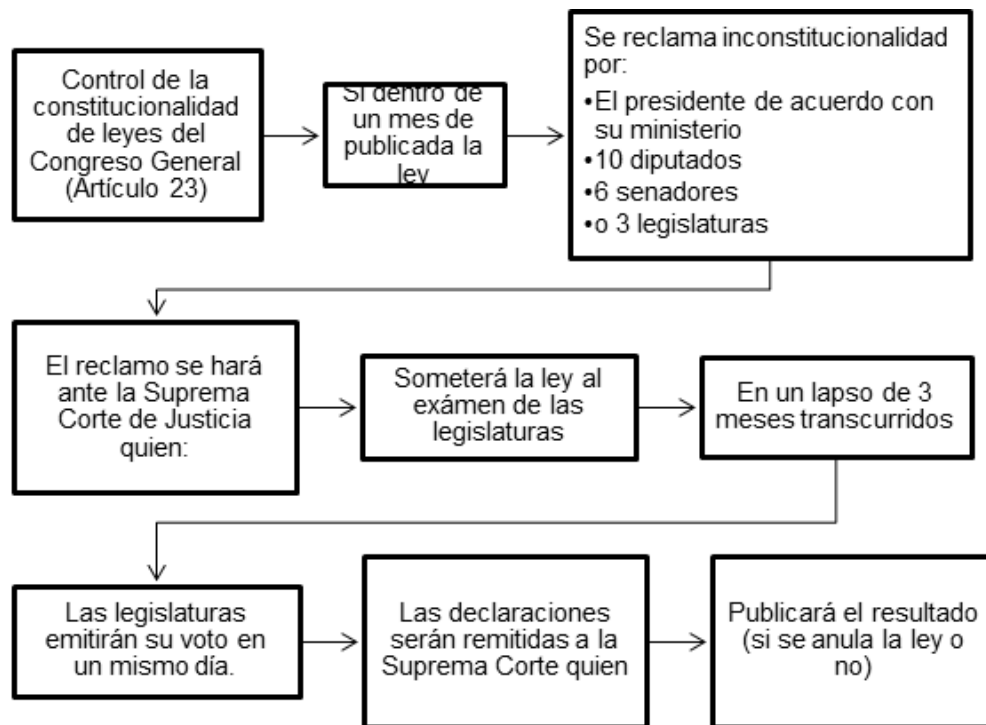 Control de la
constitucionalidad
de leyes del
Congreso General
(Artículo 23)
Si dentro de
un mes de
publicada la
ley
Se reclama inconstitucionalidad
por:
•El presidente de acuerdo con
su ministerio
•10 diputados
•6 senadores
•o 3 legislaturas
El reclamo se hará
ante la Suprema
Corte de Justicia
quien:
Someterá la ley al
exámen de las
legislaturas
En un lapso de 3
meses transcurridos
Las legislaturas
emitirán su voto en
un mismo día.
Las declaraciones
serán remitidas a la
Suprema Corte quien
Publicará el resultado
(si se anula la ley o
no)